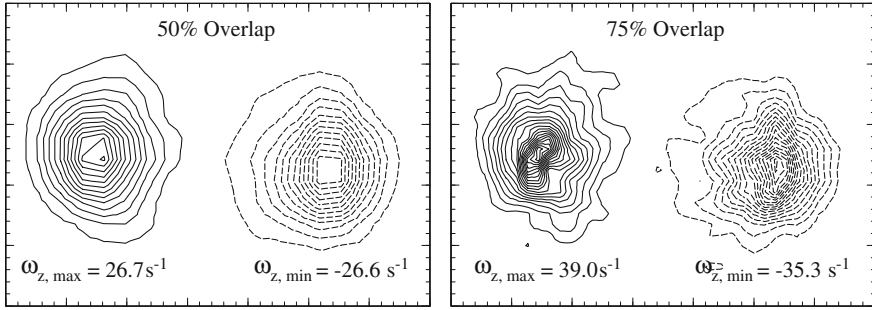 50% Overlap
ω_z, max = 26.7s⁻¹
ω_z, min = -26.6 s⁻¹
75% Overlap
ω_z, max = 39.0s⁻¹
ω_z, min = -35.3 s⁻¹